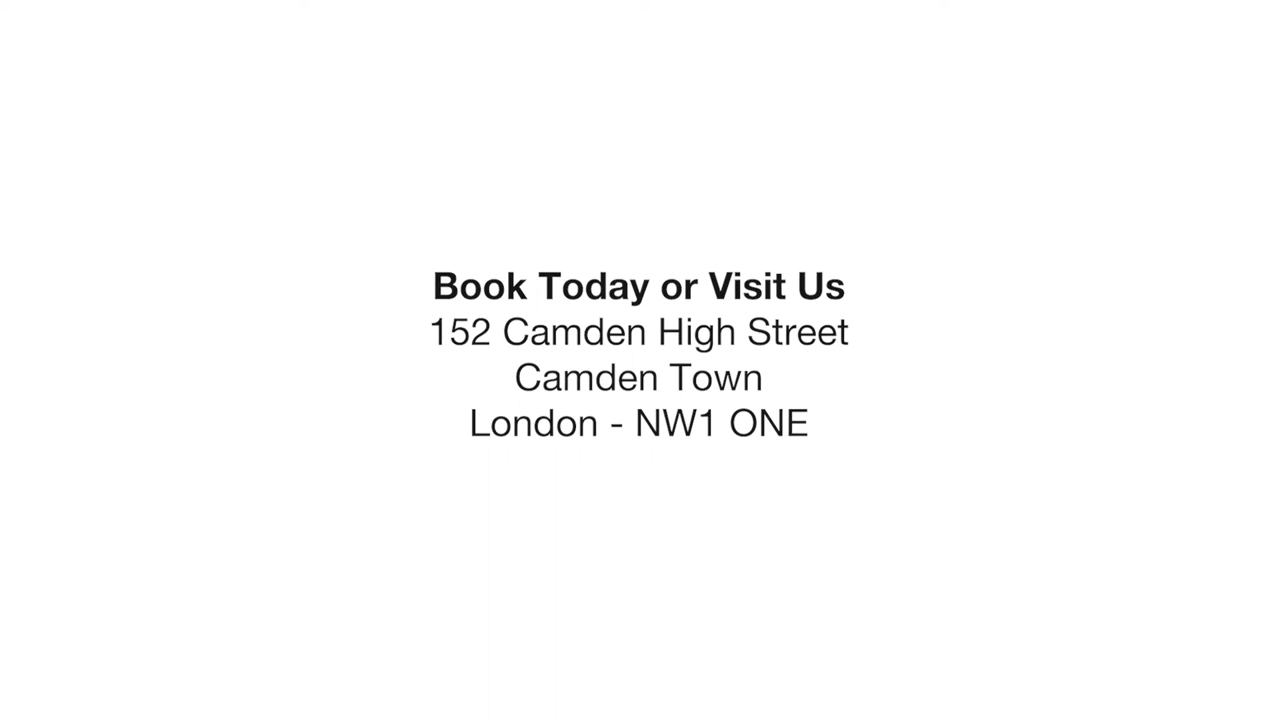 Book Today or Visit Us
152 Camden High Street
Camden Town
London - NW1 ONE